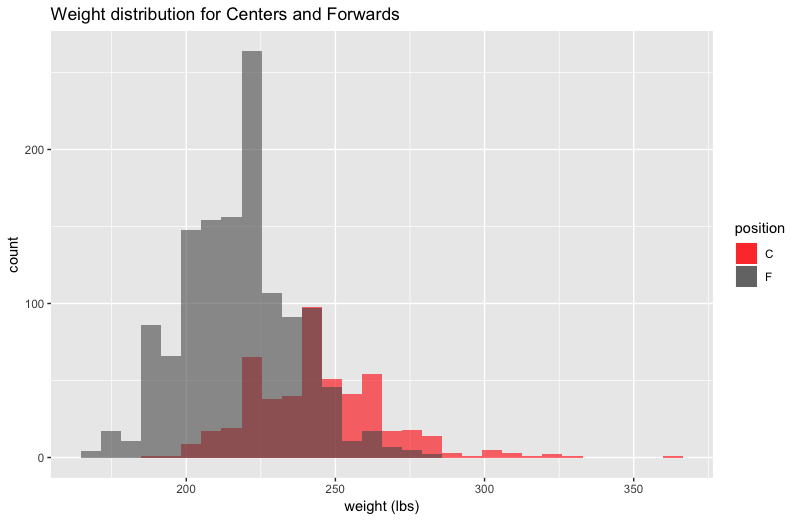 Weight distribution for Centers and Forwards
200
100
0
count
200
250
300
350
weight (lbs)
position
C
F